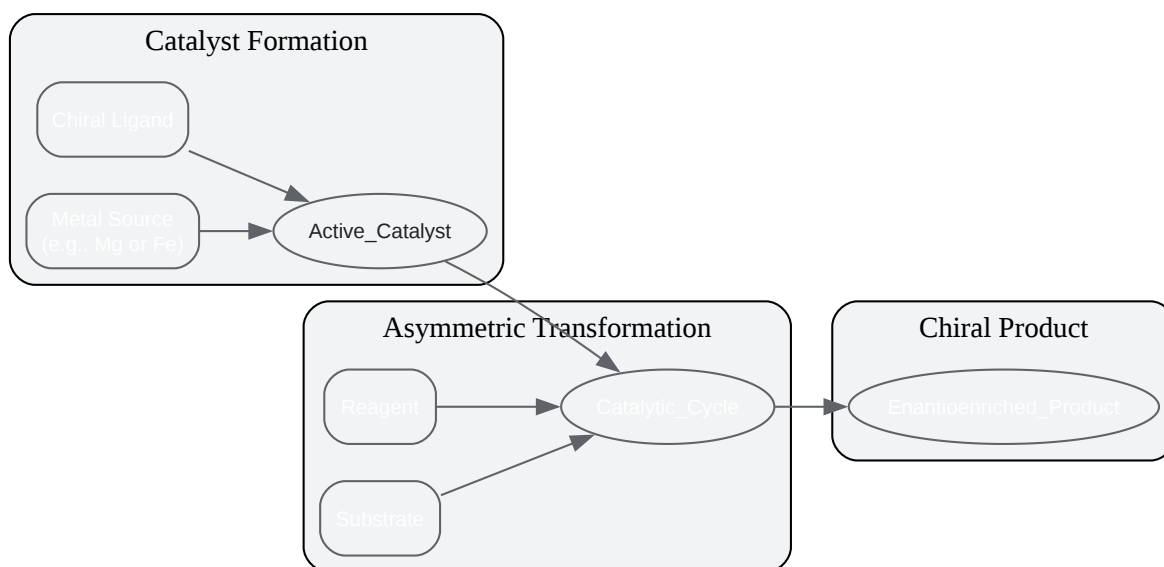 Catalyst Formation
Chiral Ligand
Metal Source
(e.g., Mg or Fe)
Active_Catalyst
Asymmetric Transformation
Reagent
Substrate
Catalytic_Cycle
Chiral Product
Enantioenriched_Product